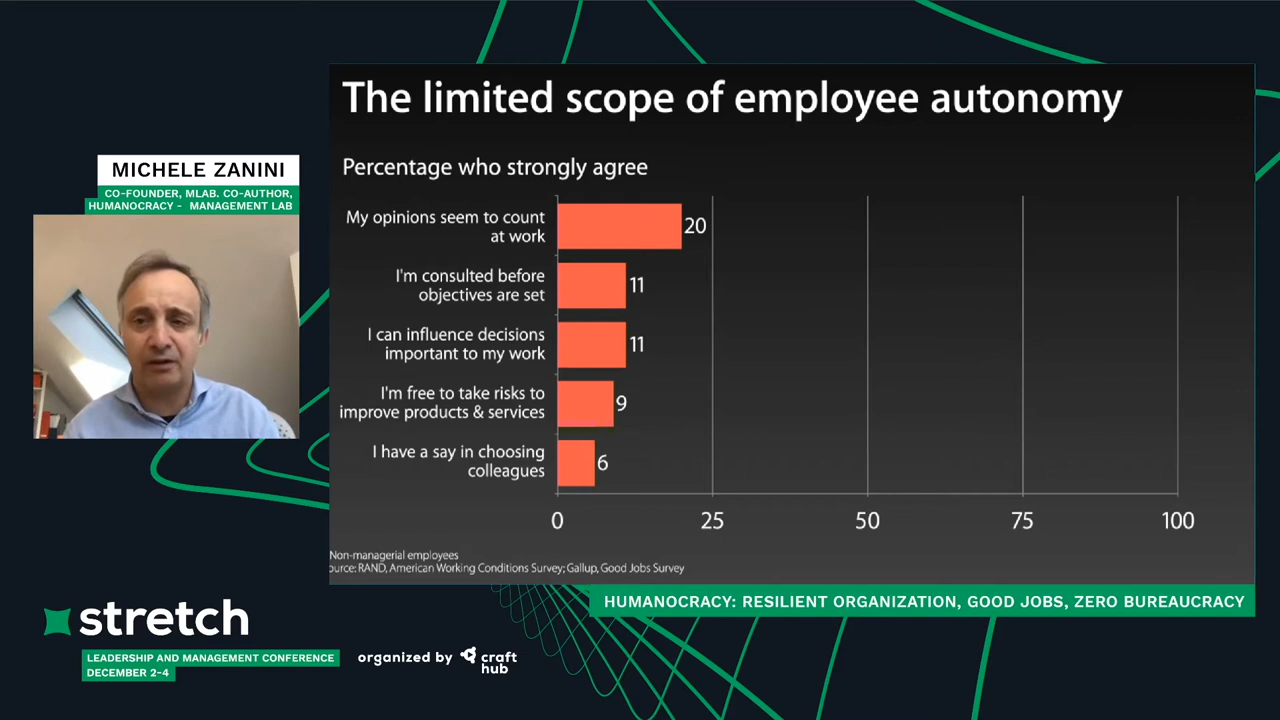 MICHELE ZANINI
CO-FOUNDER, MLAB. CO-AUTHOR,
HUMANOCRACY - MANAGEMENT LAB
The limited scope of employee autonomy
Percentage who strongly agree
My opinions seem to count
at work
20
I'm consulted before
objectives are set
11
I can influence decisions
important to my work
11
I'm free to take risks to
improve products & services
9
I have a say in choosing
colleagues
6
0 25 50 75 100
Non-managerial employees
ource: RAND, American Working Conditions Survey; Gallup, Good Jobs Survey
HUMANOCRACY: RESILIENT ORGANIZATION, GOOD JOBS, ZERO BUREAUCRACY
stretch
LEADERSHIP AND MANAGEMENT CONFERENCE
DECEMBER 2-4
organized by craft
hub